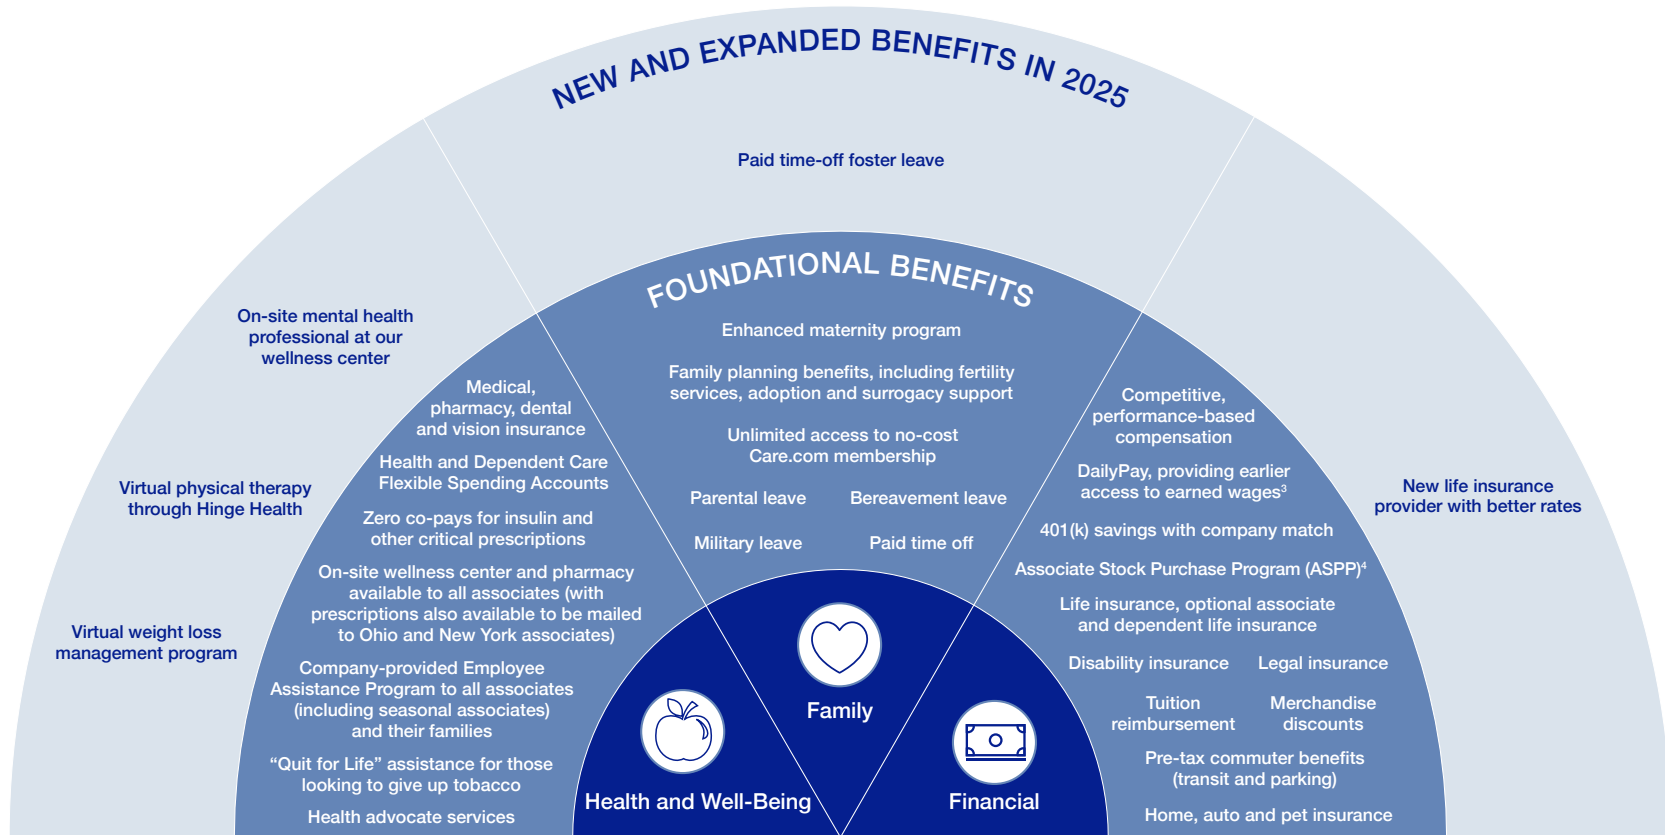 NEW AND EXPANDED BENEFITS IN 2025
Paid time-off foster leave
On-site mental health
professional at our
wellness center
Virtual physical therapy
through Hinge Health
Virtual weight loss
management program
New life insurance
provider with better rates
FOUNDATIONAL BENEFITS
Medical,
pharmacy, dental
and vision insurance
Health and Dependent Care
Flexible Spending Accounts
Zero co-pays for insulin and
other critical prescriptions
On-site wellness center and pharmacy
available to all associates (with
prescriptions also available to be mailed
to Ohio and New York associates)
Company-provided Employee
Assistance Program to all associates
(including seasonal associates)
and their families
“Quit for Life” assistance for those
looking to give up tobacco
Health advocate services
Enhanced maternity program
Family planning benefits, including fertility
services, adoption and surrogacy support
Unlimited access to no-cost
Care.com membership
Parental leave Bereavement leave
Military leave Paid time off
Competitive,
performance-based
compensation
DailyPay, providing earlier
access to earned wages³
401(k) savings with company match
Associate Stock Purchase Program (ASPP)⁴
Life insurance, optional associate
and dependent life insurance
Disability insurance Legal insurance
Tuition
reimbursement
Merchandise
discounts
Pre-tax commuter benefits
(transit and parking)
Home, auto and pet insurance
Health and Well-Being
Family
Financial